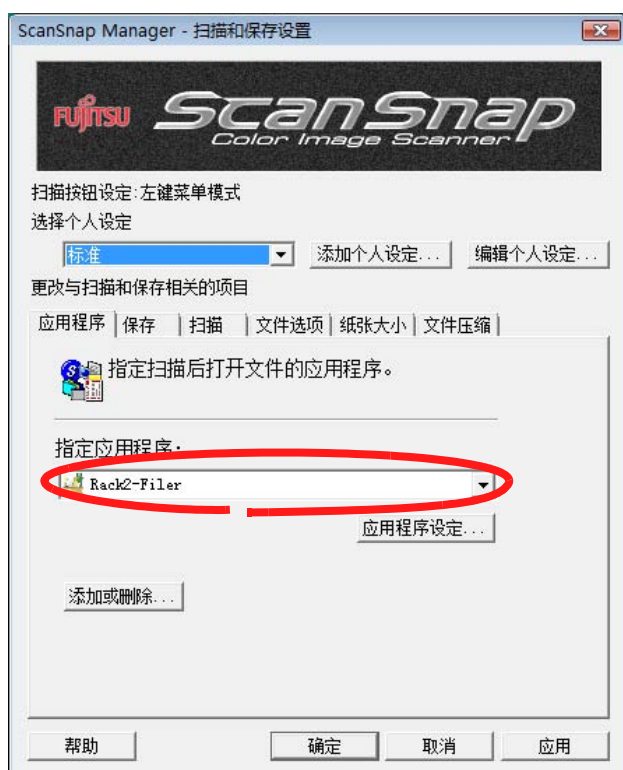 ScanSnap Manager - 扫描和保存设置
FUJITSU ScanSnap
Color Image Scanner
扫描按钮设定:左健菜单模式
选择个人设定
标准 添加个人设定... 编辑个人设定...
更改与扫描和保存相关的项目
应用程序 保存 扫描 文件选项 纸张大小 文件压缩
指定扫描后打开文件的应用程序。
指定应用程序:
Rack2-Filer
应用程序设定...
添加或删除...
帮助 确定 取消 应用